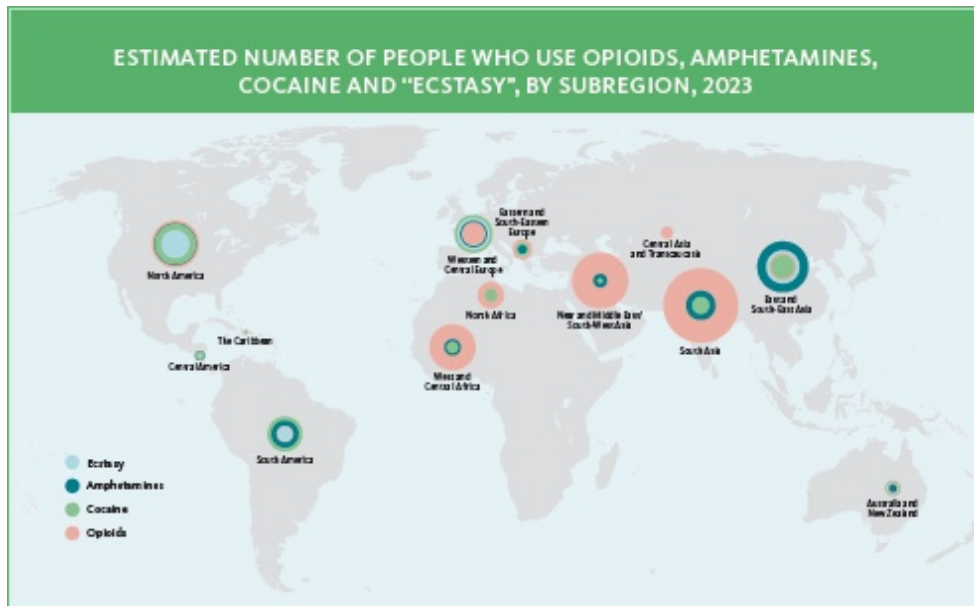 ESTIMATED NUMBER OF PEOPLE WHO USE OPIOIDS, AMPHETAMINES,
COCAINE AND “ECSTASY”, BY SUBREGION, 2023
Eastern and
South-Eastern
Europe
Central Asia
and Transcaucasia
North America
Western and
Central Europe
East and
South-East Asia
North Africa
Near and Middle East/
South-West Asia
The Caribbean
South Asia
Central America
West and
Central Africa
South America
Ecstasy
Amphetamines
Cocaine
Opioids
Australia and
New Zealand